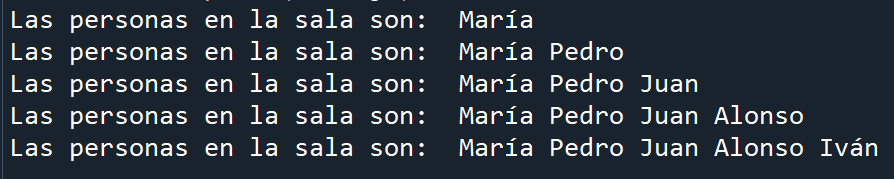 Las personas en la sala son:  María
Las personas en la sala son:  María Pedro
Las personas en la sala son:  María Pedro Juan
Las personas en la sala son:  María Pedro Juan Alonso
Las personas en la sala son:  María Pedro Juan Alonso Iván